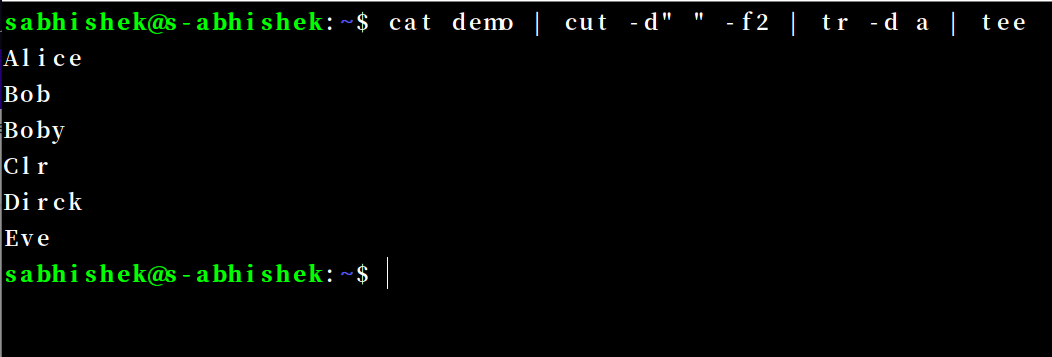 sabhishek@s-abhishek:~$ cat demo | cut -d" " -f2 | tr -d a | tee
Alice
Bob
Boby
Clr
Dirck
Eve
sabhishek@s-abhishek:~$